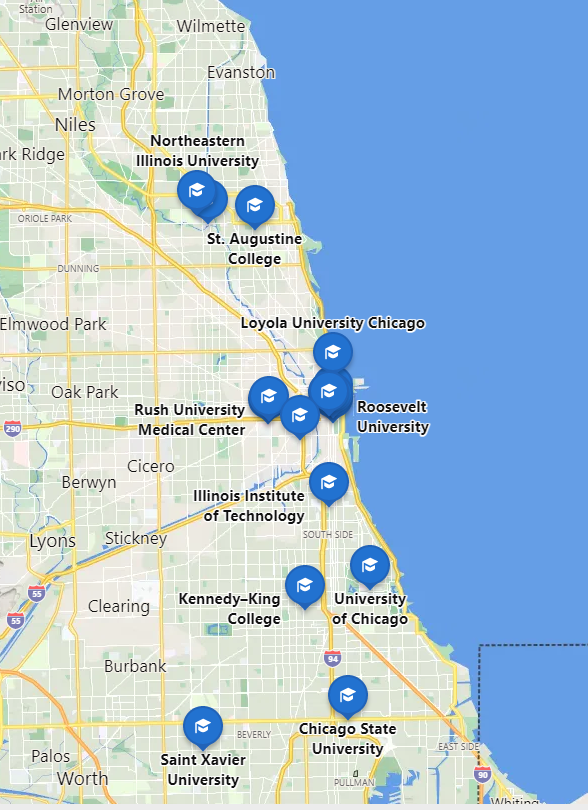 Station
Glenview
Wilmette
Evanston
Morton Grove
Niles
rk Ridge
Northeastern
Illinois University
ORIOLE PARK
St. Augustine
College
DUNNING
Elmwood Park
Loyola University Chicago
Oak Park
Rush University
Medical Center
Roosevelt
University
290
Cicero
Berwyn
Illinois Institute
of Technology
Lyons
Stickney
SOUTH SIDE
55
55
Clearing
Kennedy–King
College
University
of Chicago
94
Burbank
Chicago State
University
BEVERLY
EAST SIDE
Saint Xavier
University
Palos
Worth
PULLMAN
90
Whiting